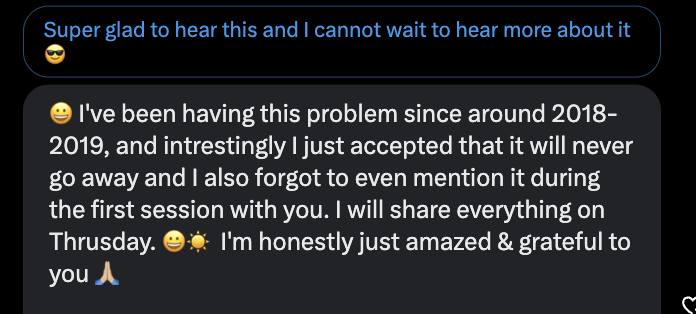 Super glad to hear this and I cannot wait to hear more about it
😎
😀 I've been having this problem since around 2018-
2019, and intrestingly I just accepted that it will never
go away and I also forgot to even mention it during
the first session with you. I will share everything on
Thrusday. 😀☀️ I'm honestly just amazed & grateful to
you 🙏🏼